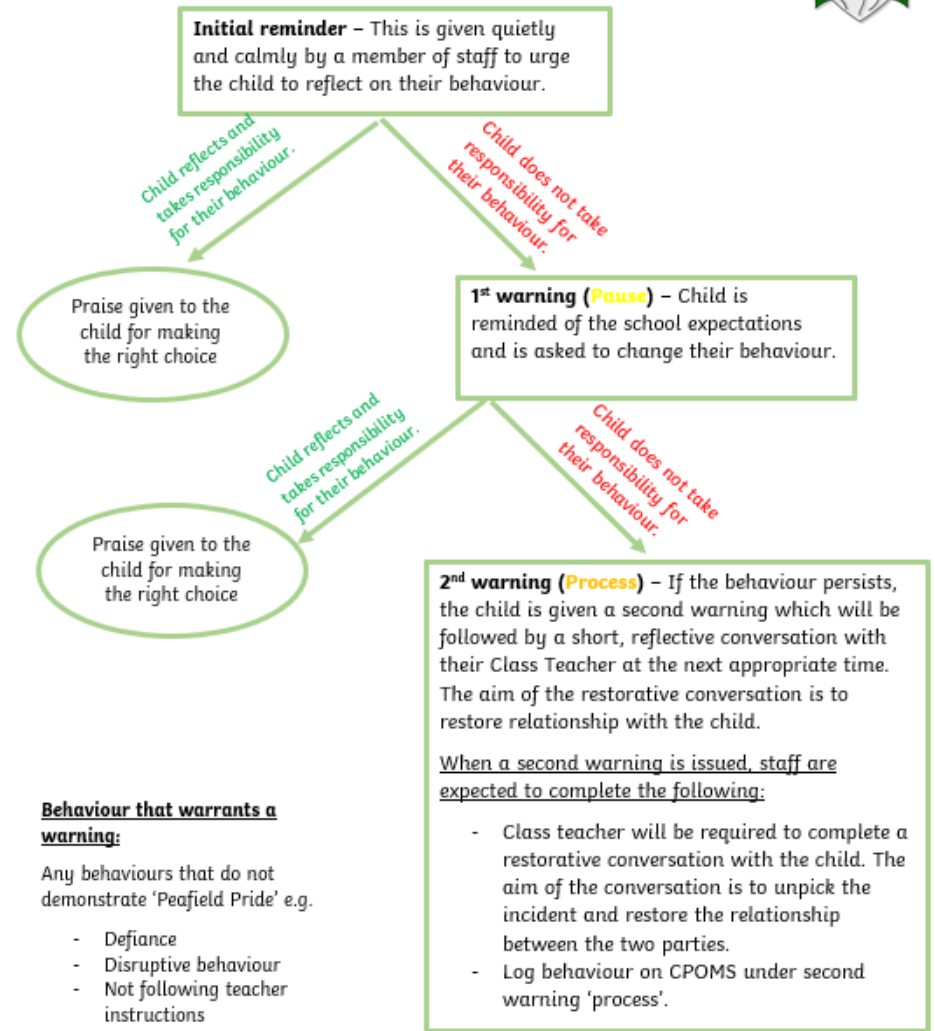 Initial reminder – This is given quietly
and calmly by a member of staff to urge
the child to reflect on their behaviour.
Child reflects and
takes responsibility
for their behaviour.
Child does not take
responsibility for
their behaviour.
Praise given to the
child for making
the right choice
1st warning (Pause) – Child is
reminded of the school expectations
and is asked to change their behaviour.
Child reflects and
takes responsibility
for their behaviour.
Child does not take
responsibility for
their behaviour.
Praise given to the
child for making
the right choice
2nd warning (Process) – If the behaviour persists,
the child is given a second warning which will be
followed by a short, reflective conversation with
their Class Teacher at the next appropriate time.
The aim of the restorative conversation is to
restore relationship with the child.
When a second warning is issued, staff are
expected to complete the following:
- Class teacher will be required to complete a
restorative conversation with the child. The
aim of the conversation is to unpick the
incident and restore the relationship
between the two parties.
- Log behaviour on CPOMS under second
warning ‘process’.
Behaviour that warrants a
warning:
Any behaviours that do not
demonstrate ‘Peafield Pride’ e.g.
- Defiance
- Disruptive behaviour
- Not following teacher
instructions